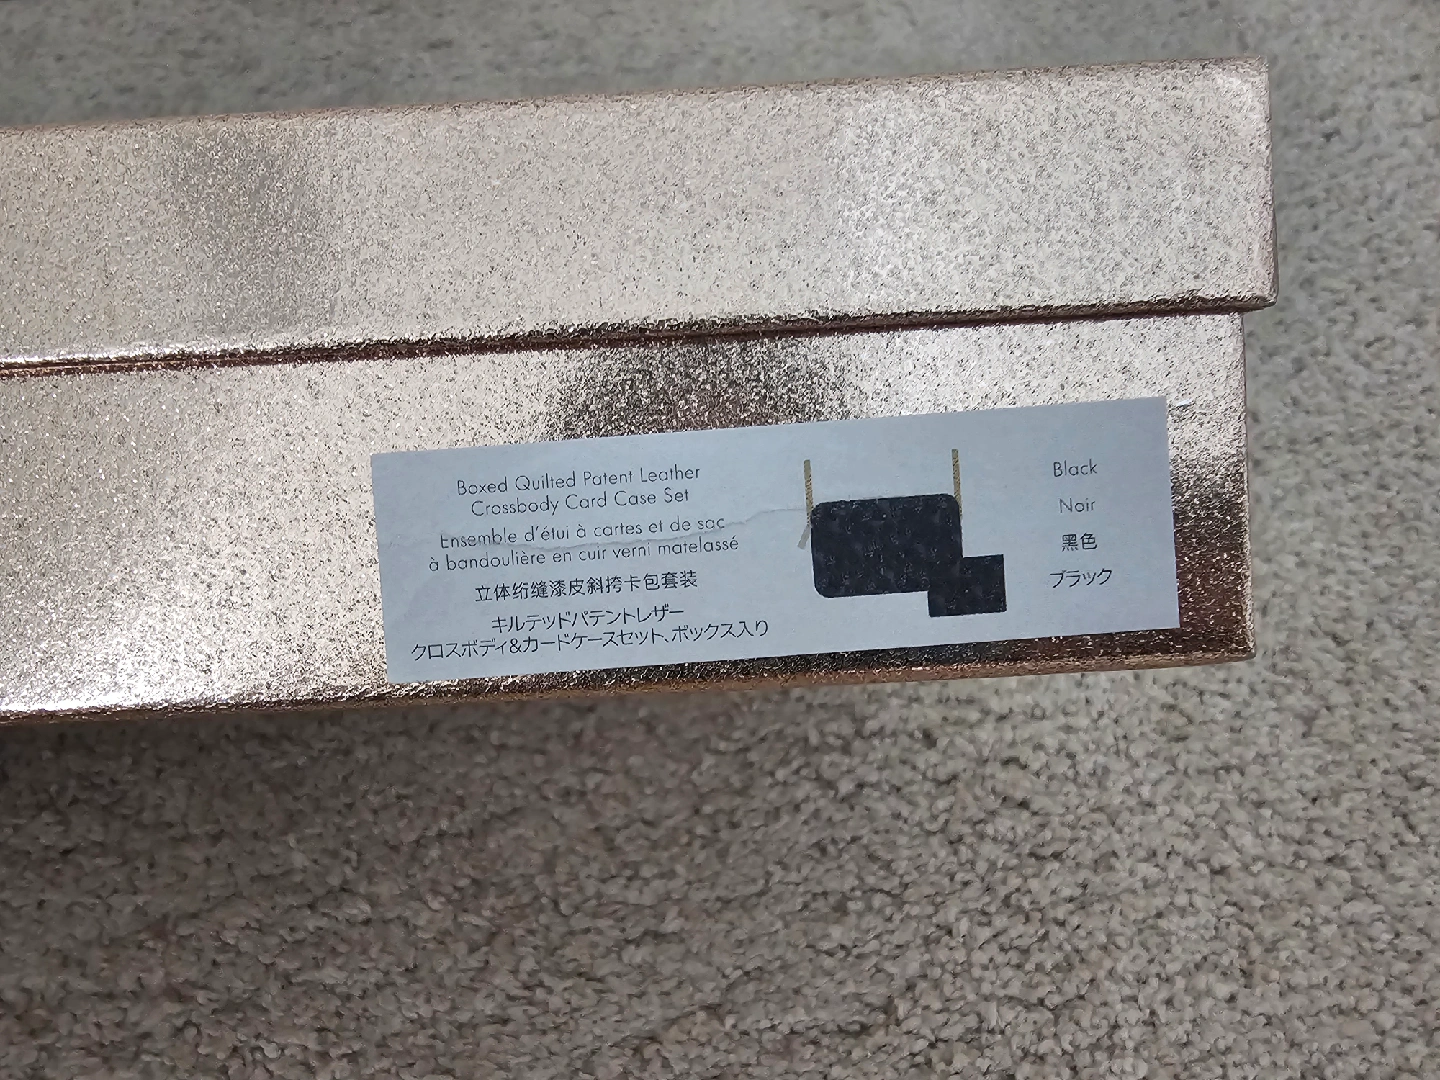 Boxed Quilted Patent Leather
Crossbody Card Case Set
Ensemble d'étui à cartes et de sac
à bandoulière en cuir verni matelassé
立体绗缝漆皮斜挎卡包套装
キルテッドパテントレザー
クロスボディ&カードケースセット、ボックス入り
Black
Noir
黑色
ブラック